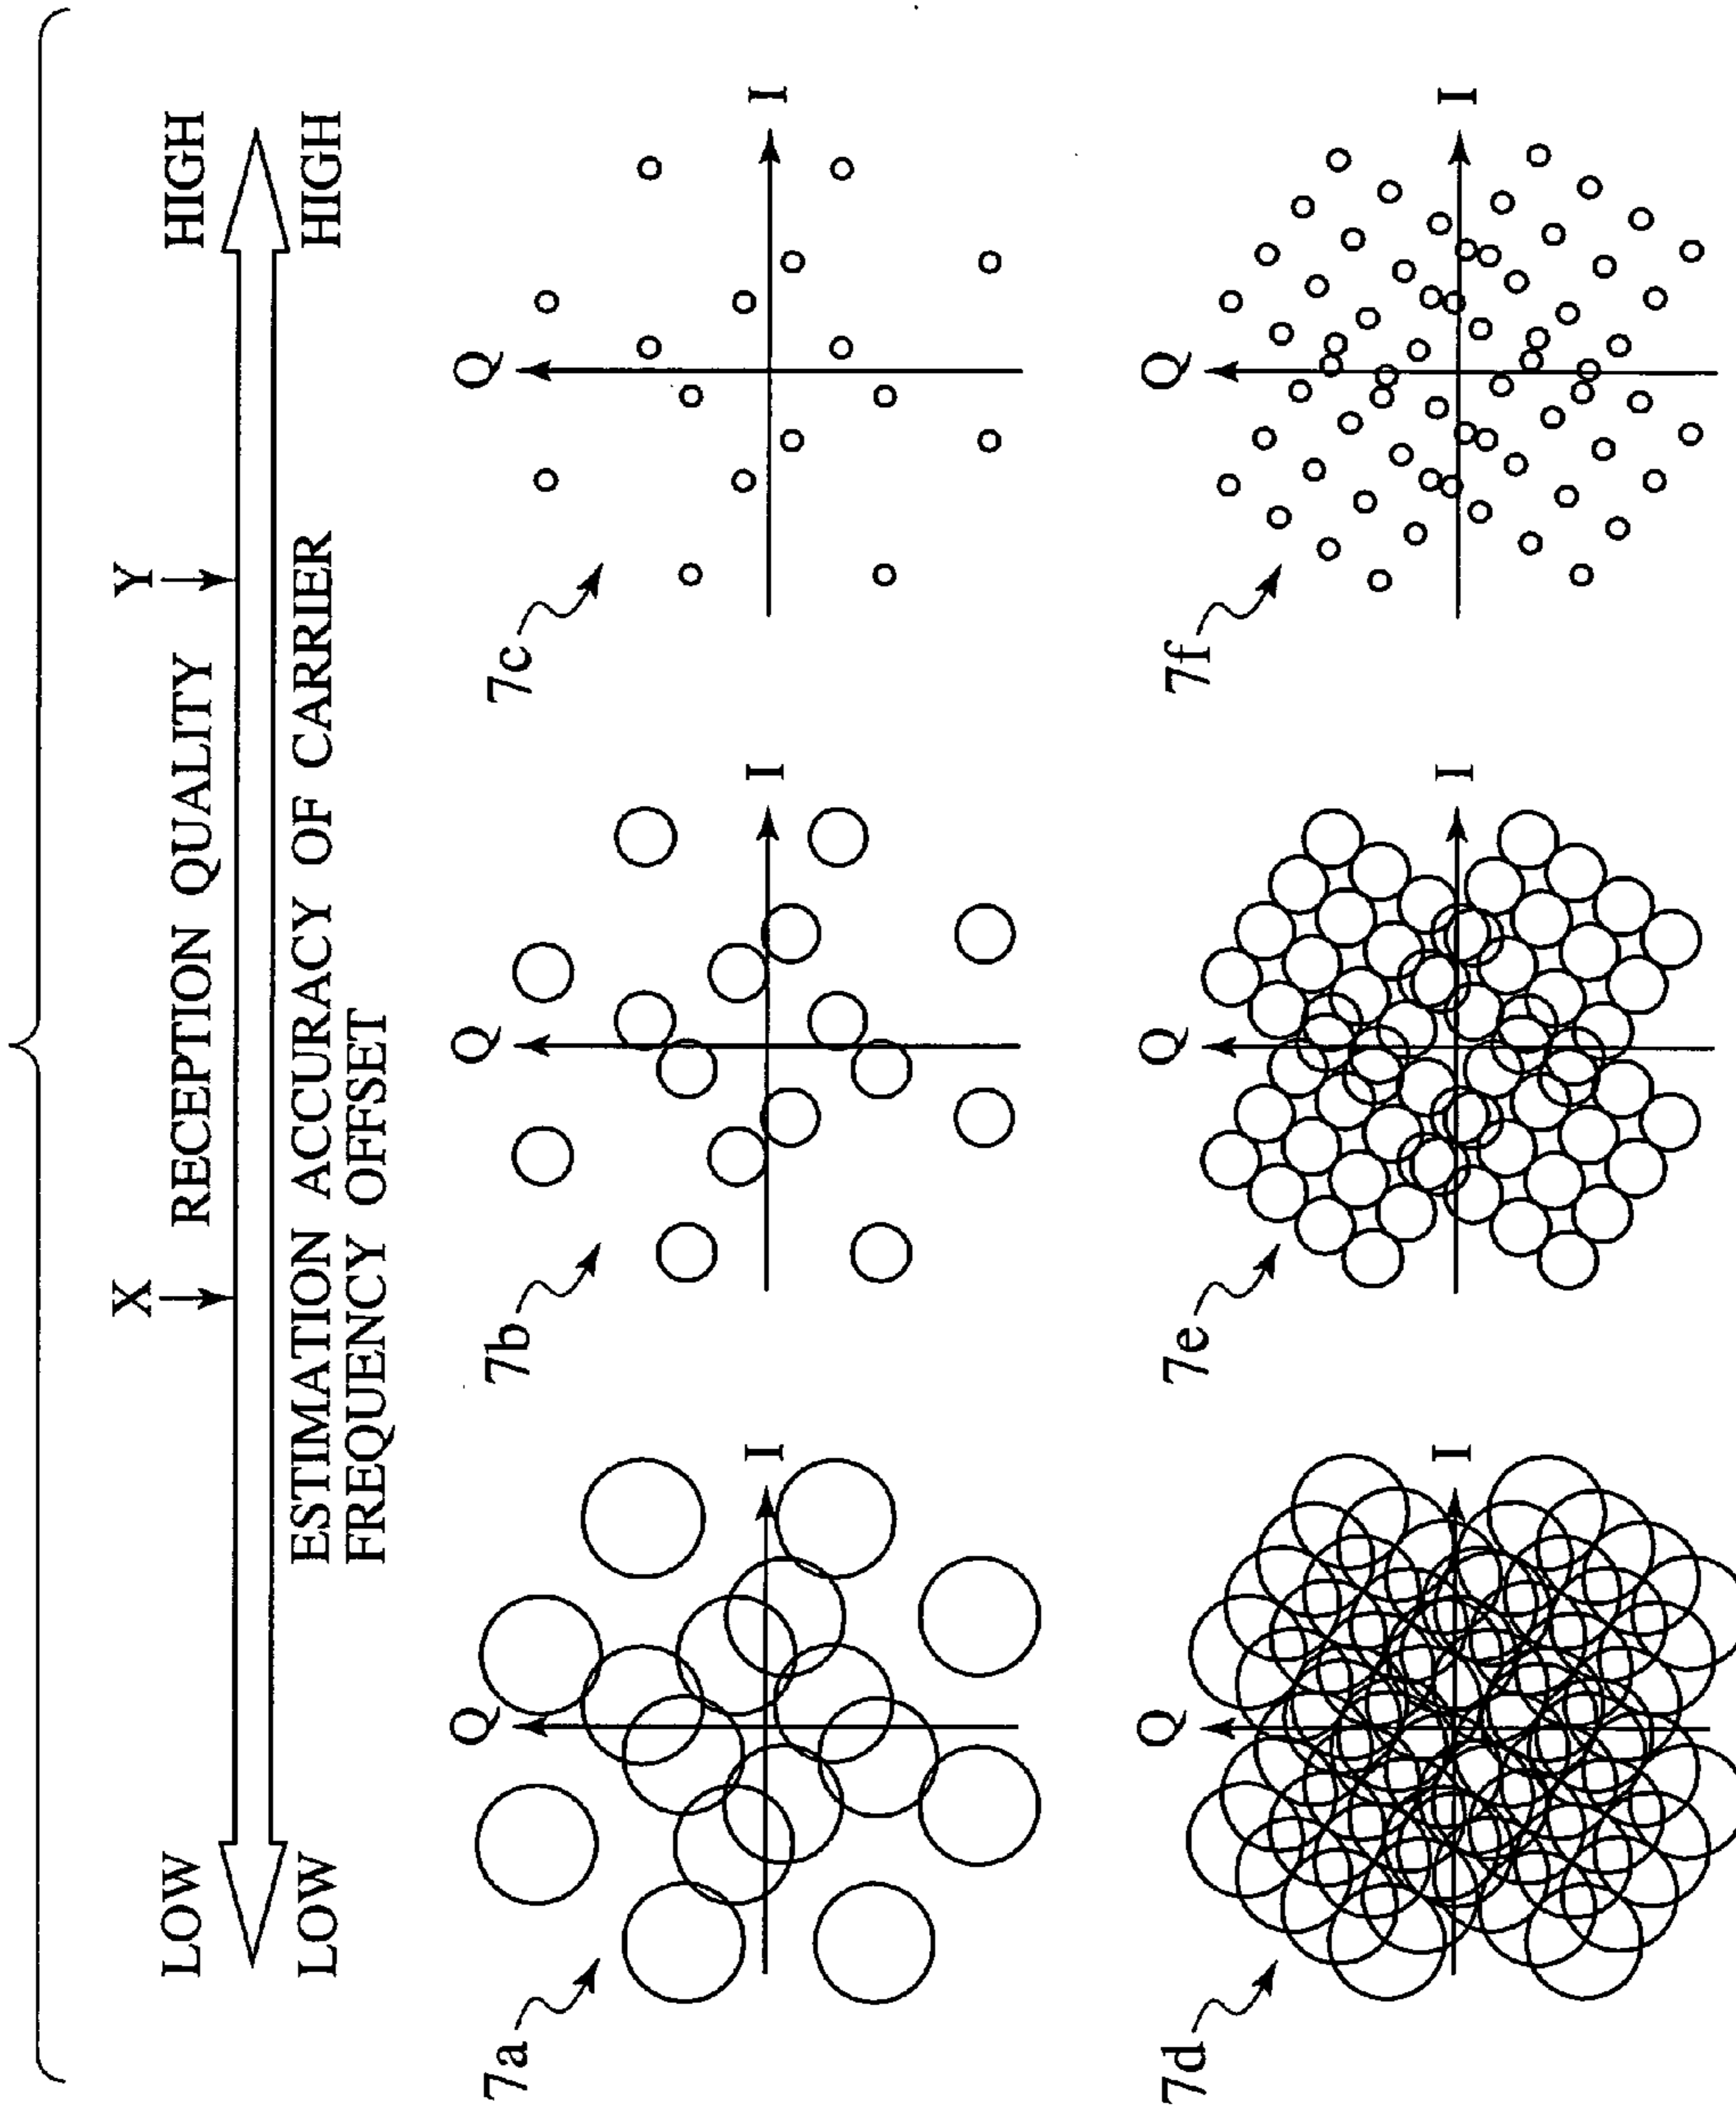 X
Y
LOW
RECEPTION QUALITY
HIGH
LOW
HIGH
ESTIMATION ACCURACY OF CARRIER
FREQUENCY OFFSET
7a
Q
I
7b
Q
I
7c
Q
I
7d
Q
I
7e
Q
I
7f
Q
I